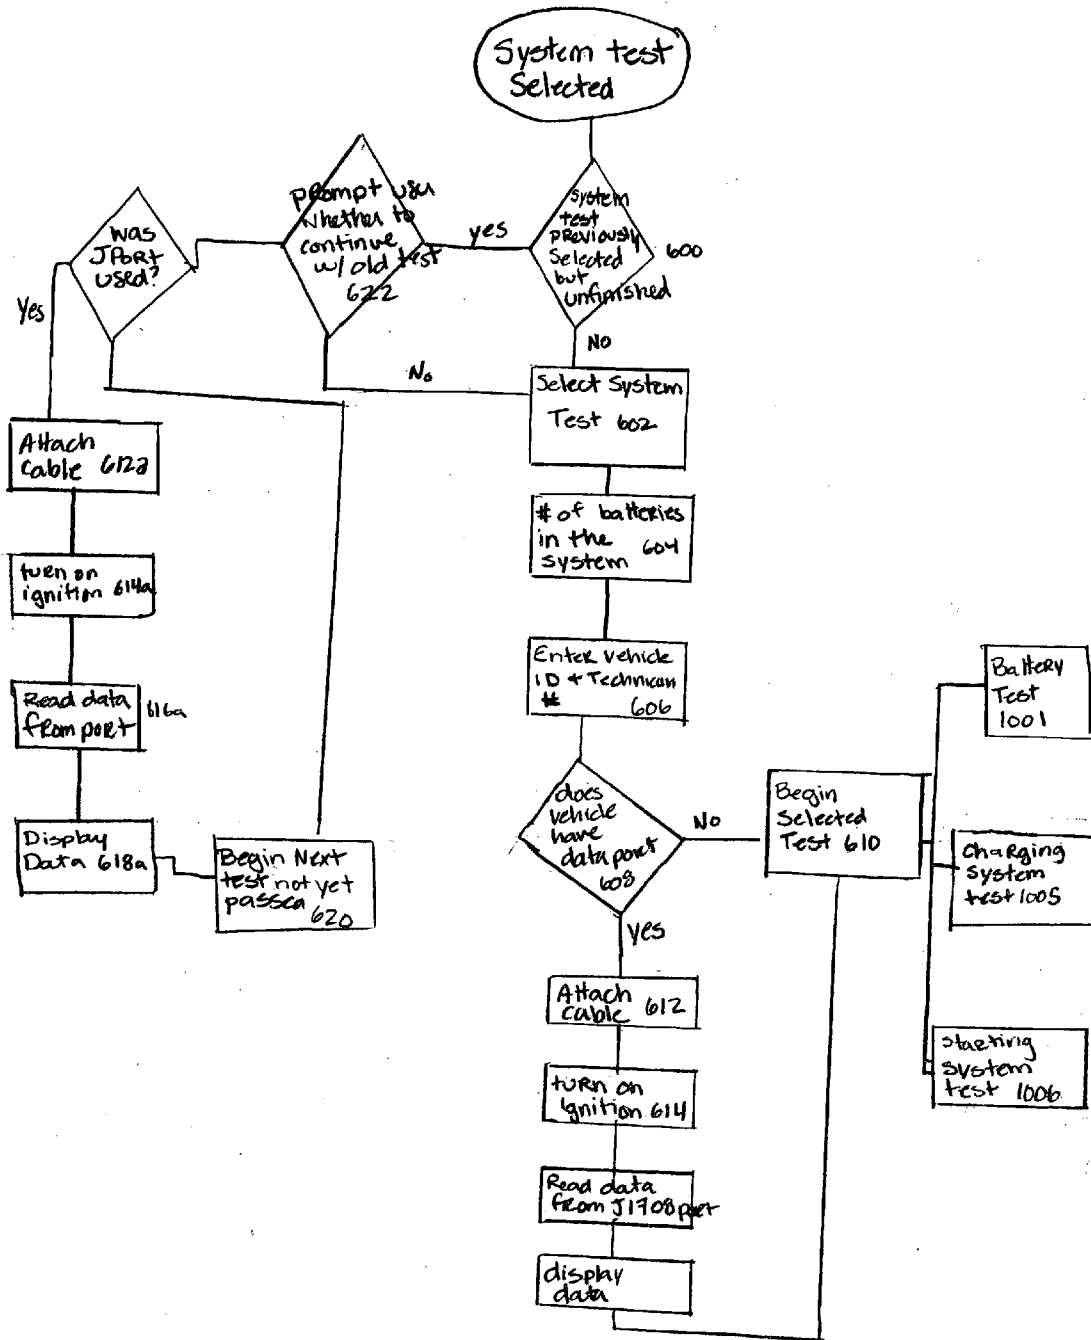 System test
Selected
System
test
previously
Selected
but
unfinished
600
yes
No
prompt user
whether to
continue
w/ old test
622
No
was
JPORT
used?
Yes
Attach
Cable 612a
turn on
ignition 614a
Read data
from port
616a
Display
Data 618a
Begin Next
test not yet
passed
620
Select System
Test 602
# of batteries
in the
system 604
Enter vehicle
ID + Technician
# 606
does
vehicle
have
data port
608
No
yes
Begin
Selected
Test 610
Battery
Test
1001
Charging
system
test 1005
Starting
system
test 1006
Attach
Cable 612
turn on
ignition 614
Read data
from J1708 port
display
data